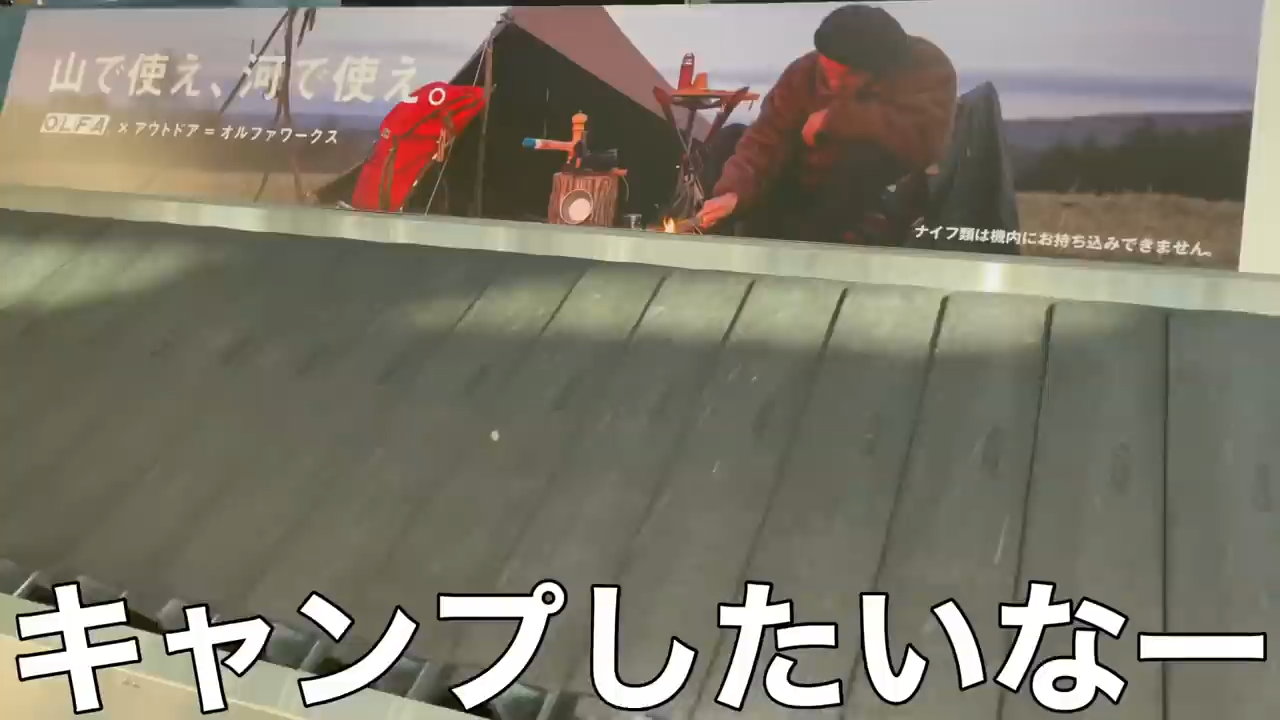 山で使え、河で使え。
OLFA × アウトドア = オルファワークス
ナイフ類は機内にお持ち込みできません。
キャンプしたいなー